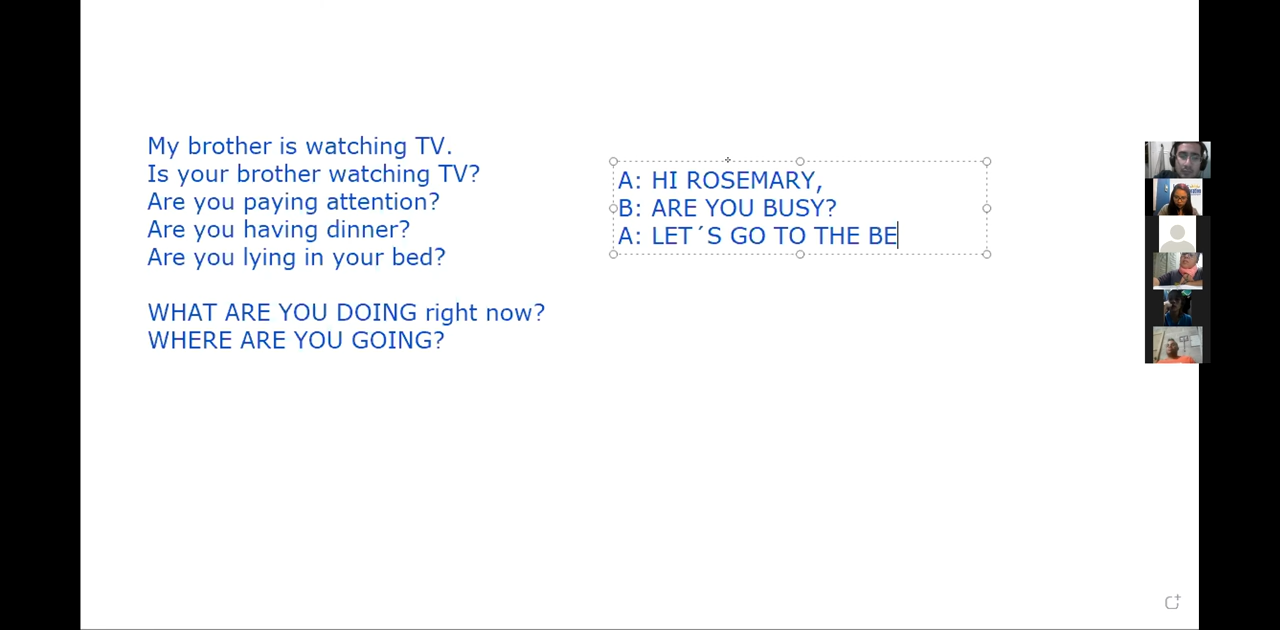 My brother is watching TV.
Is your brother watching TV?
Are you paying attention?
Are you having dinner?
Are you lying in your bed?
WHAT ARE YOU DOING right now?
WHERE ARE YOU GOING?
A: HI ROSEMARY,
B: ARE YOU BUSY?
A: LET´S GO TO THE BE